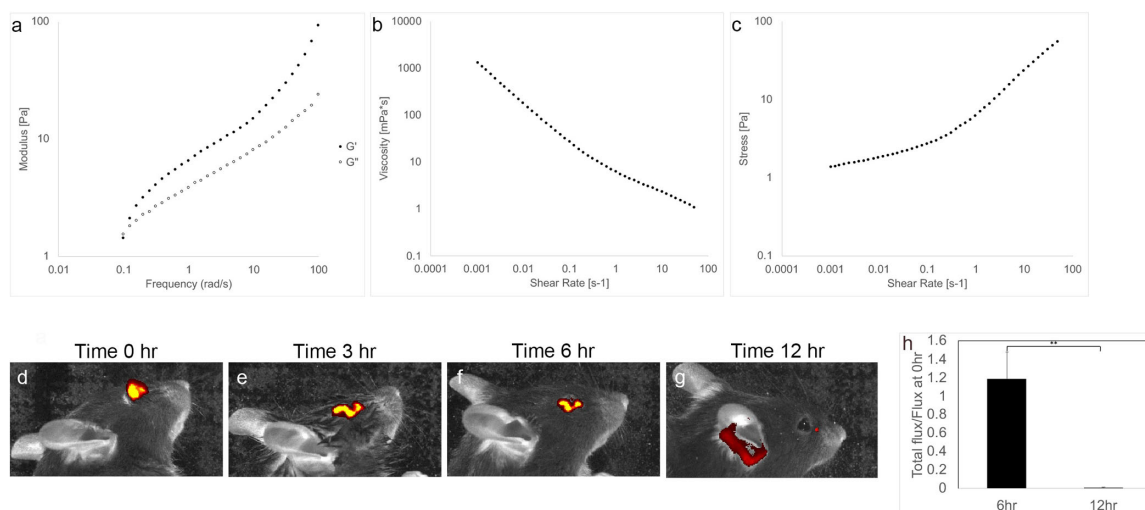 a
100
10
1
0.01
0.1
1
10
100
Modulus [Pa]
Frequency (rad/s)
G'
G"
b
10000
1000
100
10
1
0.1
0.0001
0.001
0.01
0.1
1
10
100
Viscosity [mPa*s]
Shear Rate [s-1]
c
100
10
1
0.1
0.0001
0.001
0.01
0.1
1
10
100
Stress [Pa]
Shear Rate [s-1]
Time 0 hr
d
Time 3 hr
e
Time 6 hr
f
Time 12 hr
g
h
1.6
1.4
1.2
1
0.8
0.6
0.4
0.2
0
Total flux/Flux at 0hr
**
6hr
12hr